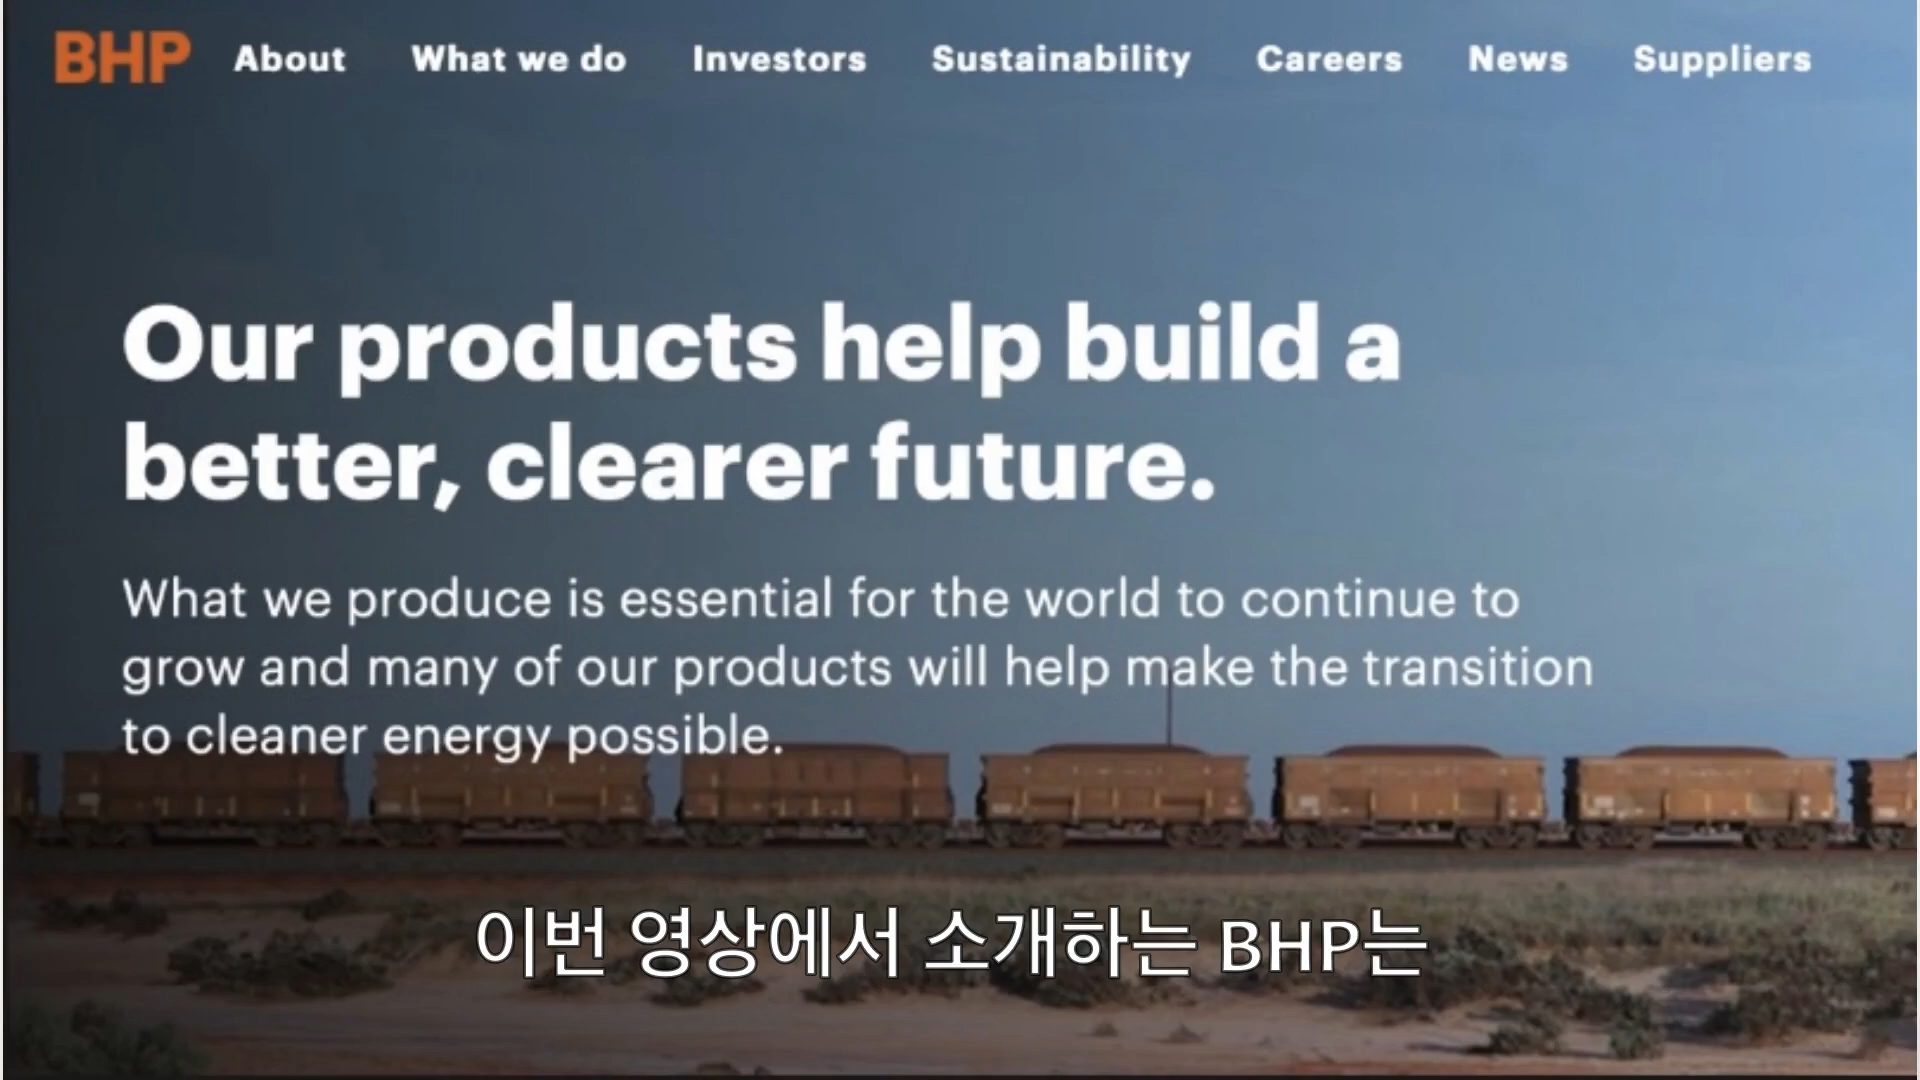 BHP About What we do Investors Sustainability Careers News Suppliers
Our products help build a
better, clearer future.
What we produce is essential for the world to continue to
grow and many of our products will help make the transition
to cleaner energy possible.
이번 영상에서 소개하는 BHP는